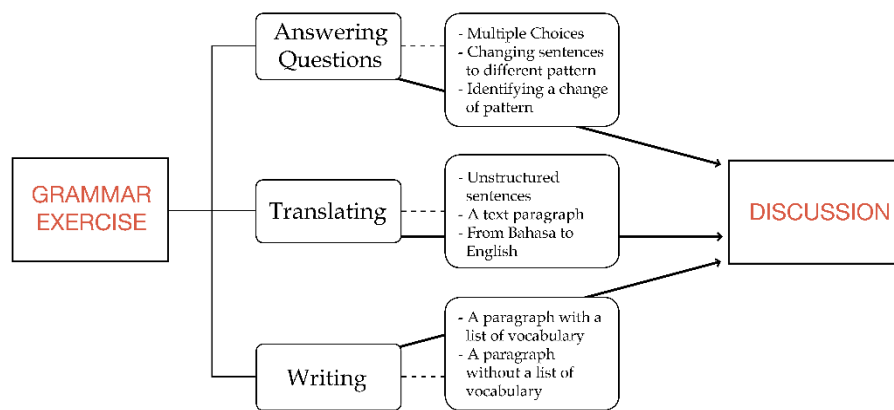 GRAMMAR
EXERCISE
Answering
Questions
- Multiple Choices
- Changing sentences
to different pattern
- Identifying a change
of pattern
Translating
- Unstructured
sentences
- A text paragraph
- From Bahasa to
English
Writing
- A paragraph with a
list of vocabulary
- A paragraph
without a list of
vocabulary
DISCUSSION